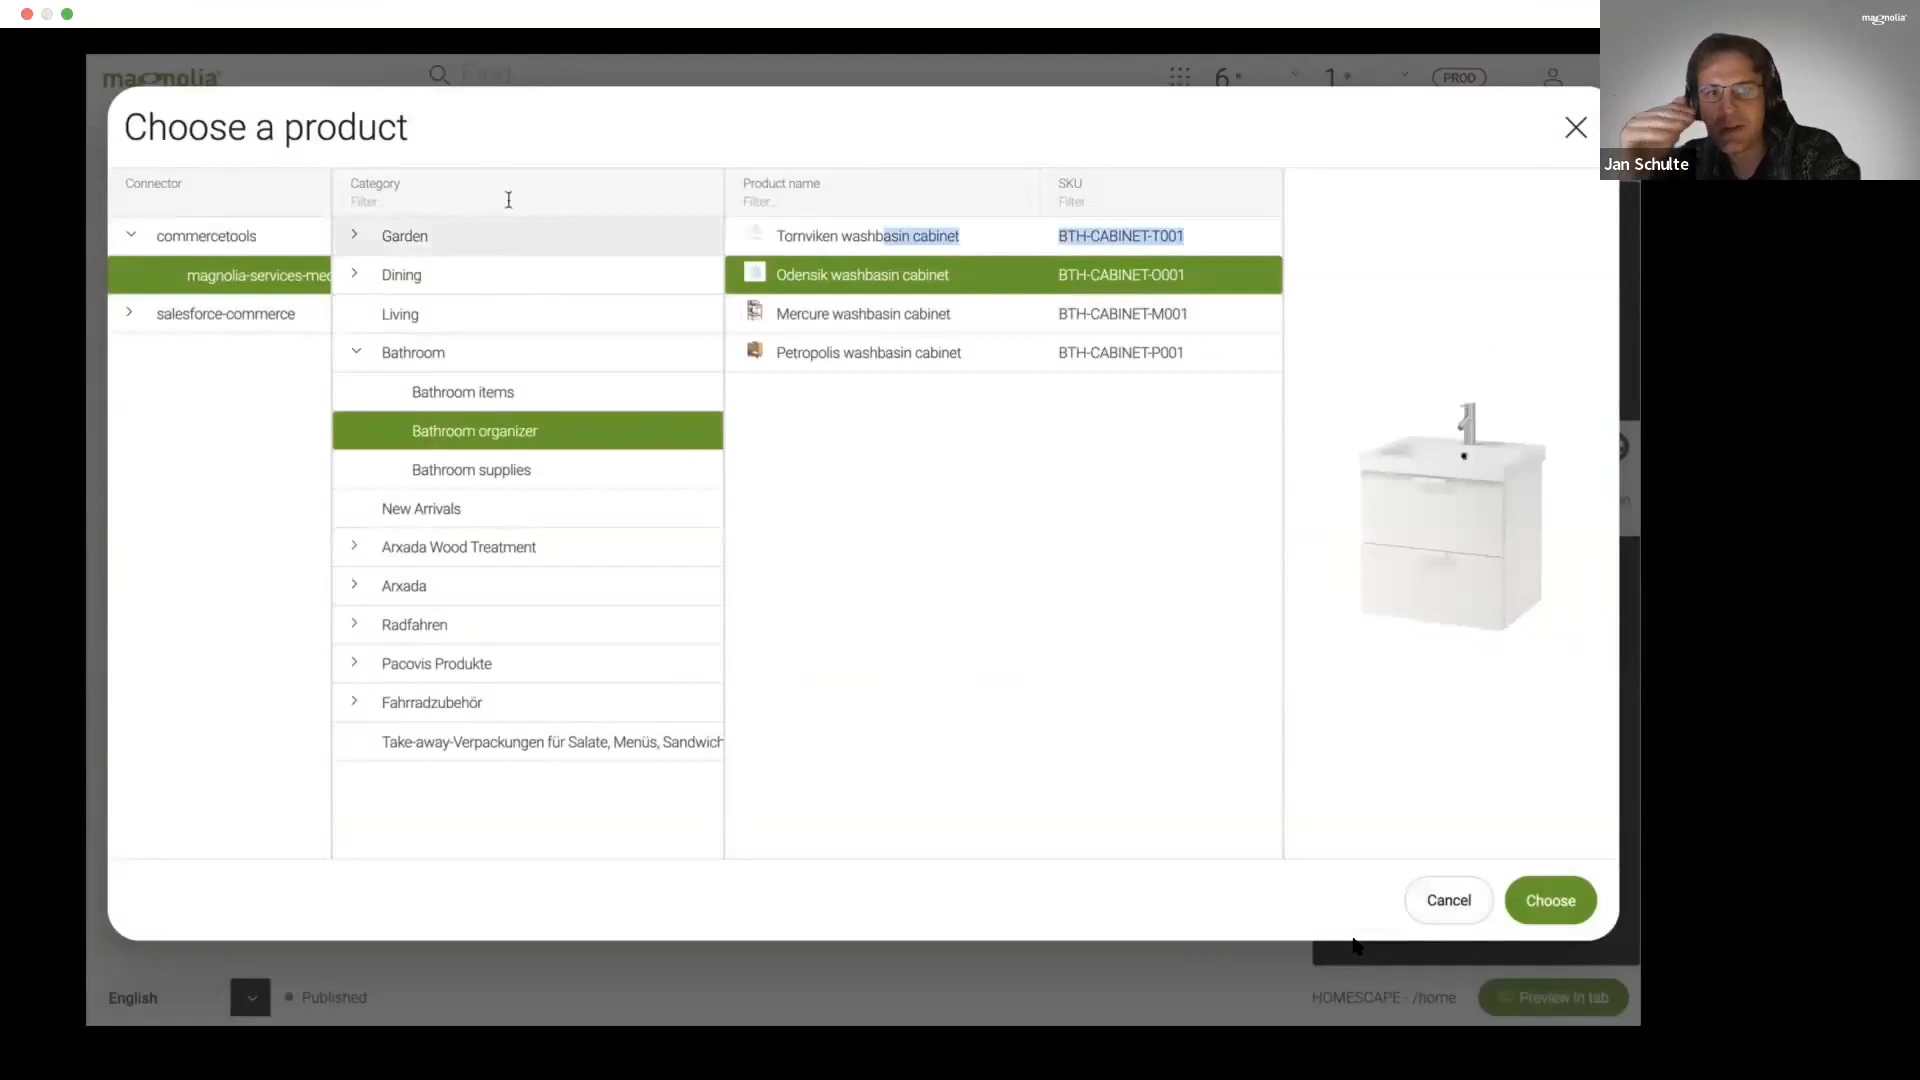 magnolia
magnolia®
Find
6
1
PROD
Jan Schulte
Choose a product
Connector
Category
Product name
SKU
Filter...
Filter...
Filter...
commercetools
Garden
Tornviken washbasin cabinet
BTH-CABINET-T001
magnolia-services-med
Dining
Odensik washbasin cabinet
BTH-CABINET-O001
salesforce-commerce
Living
Mercure washbasin cabinet
BTH-CABINET-M001
Bathroom
Petropolis washbasin cabinet
BTH-CABINET-P001
Bathroom items
Bathroom organizer
Bathroom supplies
New Arrivals
Arxada Wood Treatment
Arxada
Radfahren
Pacovis Produkte
Fahrradzubehör
Take-away-Verpackungen für Salate, Menüs, Sandwich
Cancel
Choose
English
Published
HOMESCAPE - /home
Preview in tab